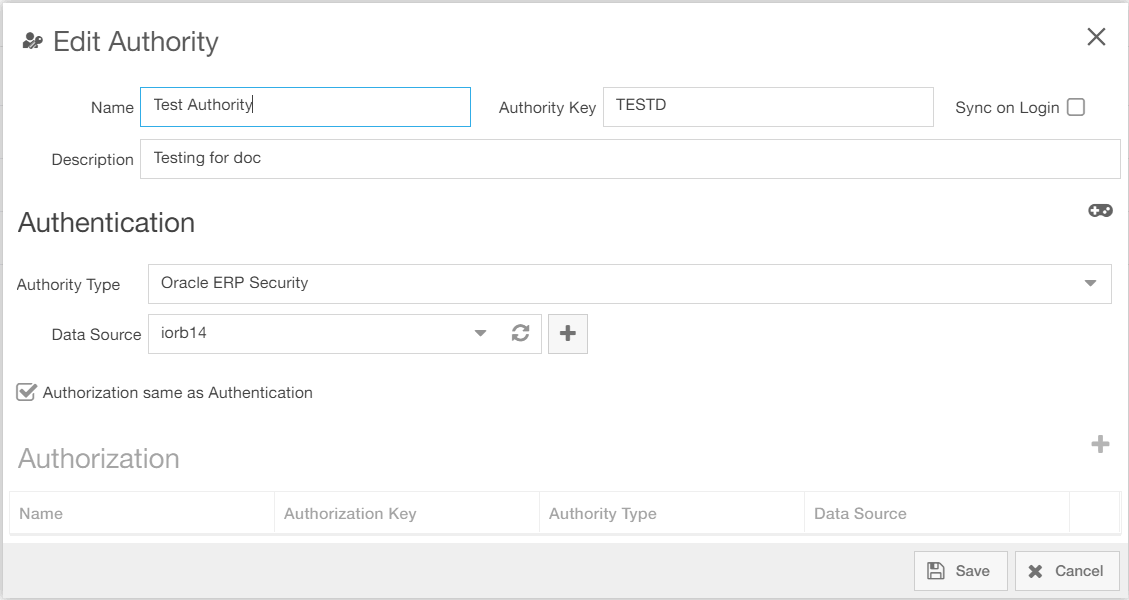 Edit Authority
Name Test Authority Authority Key TESTD Sync on Login
Description Testing for doc
Authentication
Authority Type Oracle ERP Security
Data Source iorb14
Authorization same as Authentication
Authorization
Name Authorization Key Authority Type Data Source
Save Cancel